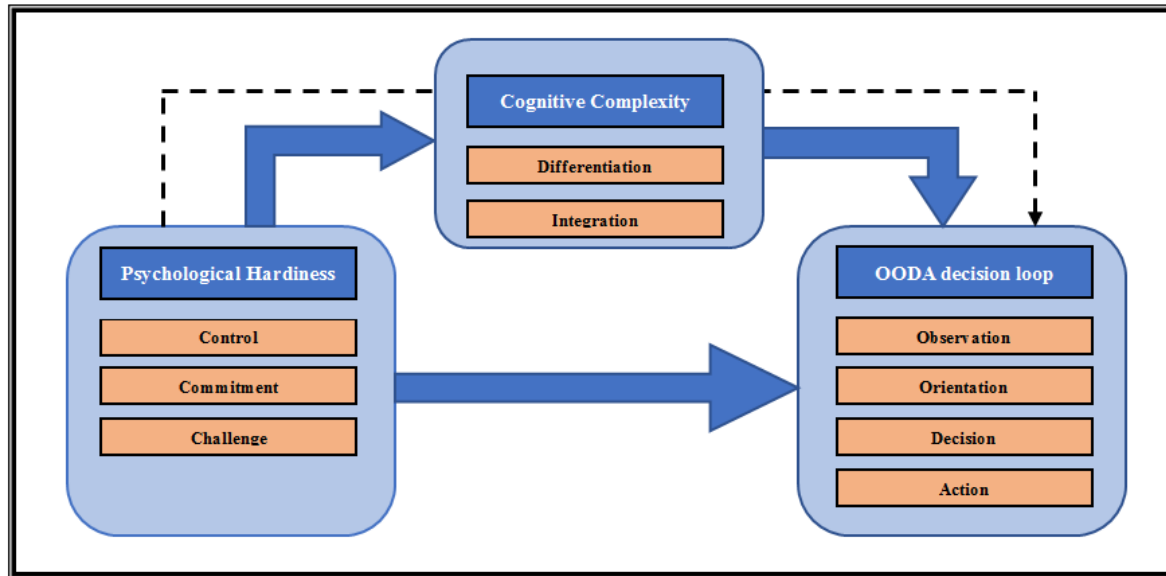 Cognitive Complexity
Differentiation
Integration
Psychological Hardiness
Control
Commitment
Challenge
OODA decision loop
Observation
Orientation
Decision
Action